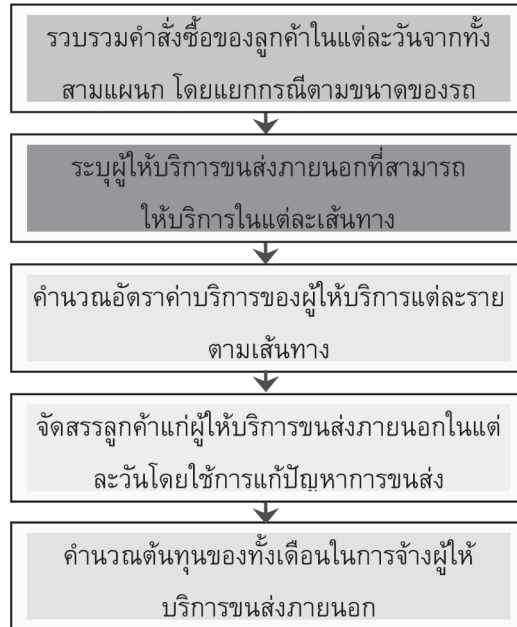 รวบรวมคำสั่งซื้อของลูกค้าในแต่ละวันจากทั้ง
สามแผนก โดยแยกกรณีตามขนาดของรถ
ระบุผู้ให้บริการขนส่งภายนอกที่สามารถ
ให้บริการในแต่ละเส้นทาง
คำนวณอัตราค่าบริการของผู้ให้บริการแต่ละราย
ตามเส้นทาง
จัดสรรลูกค้าแก่ผู้ให้บริการขนส่งภายนอกในแต่
ละวันโดยใช้การแก้ปัญหาการขนส่ง
คำนวณต้นทุนของทั้งเดือนในการจ้างผู้ให้
บริการขนส่งภายนอก